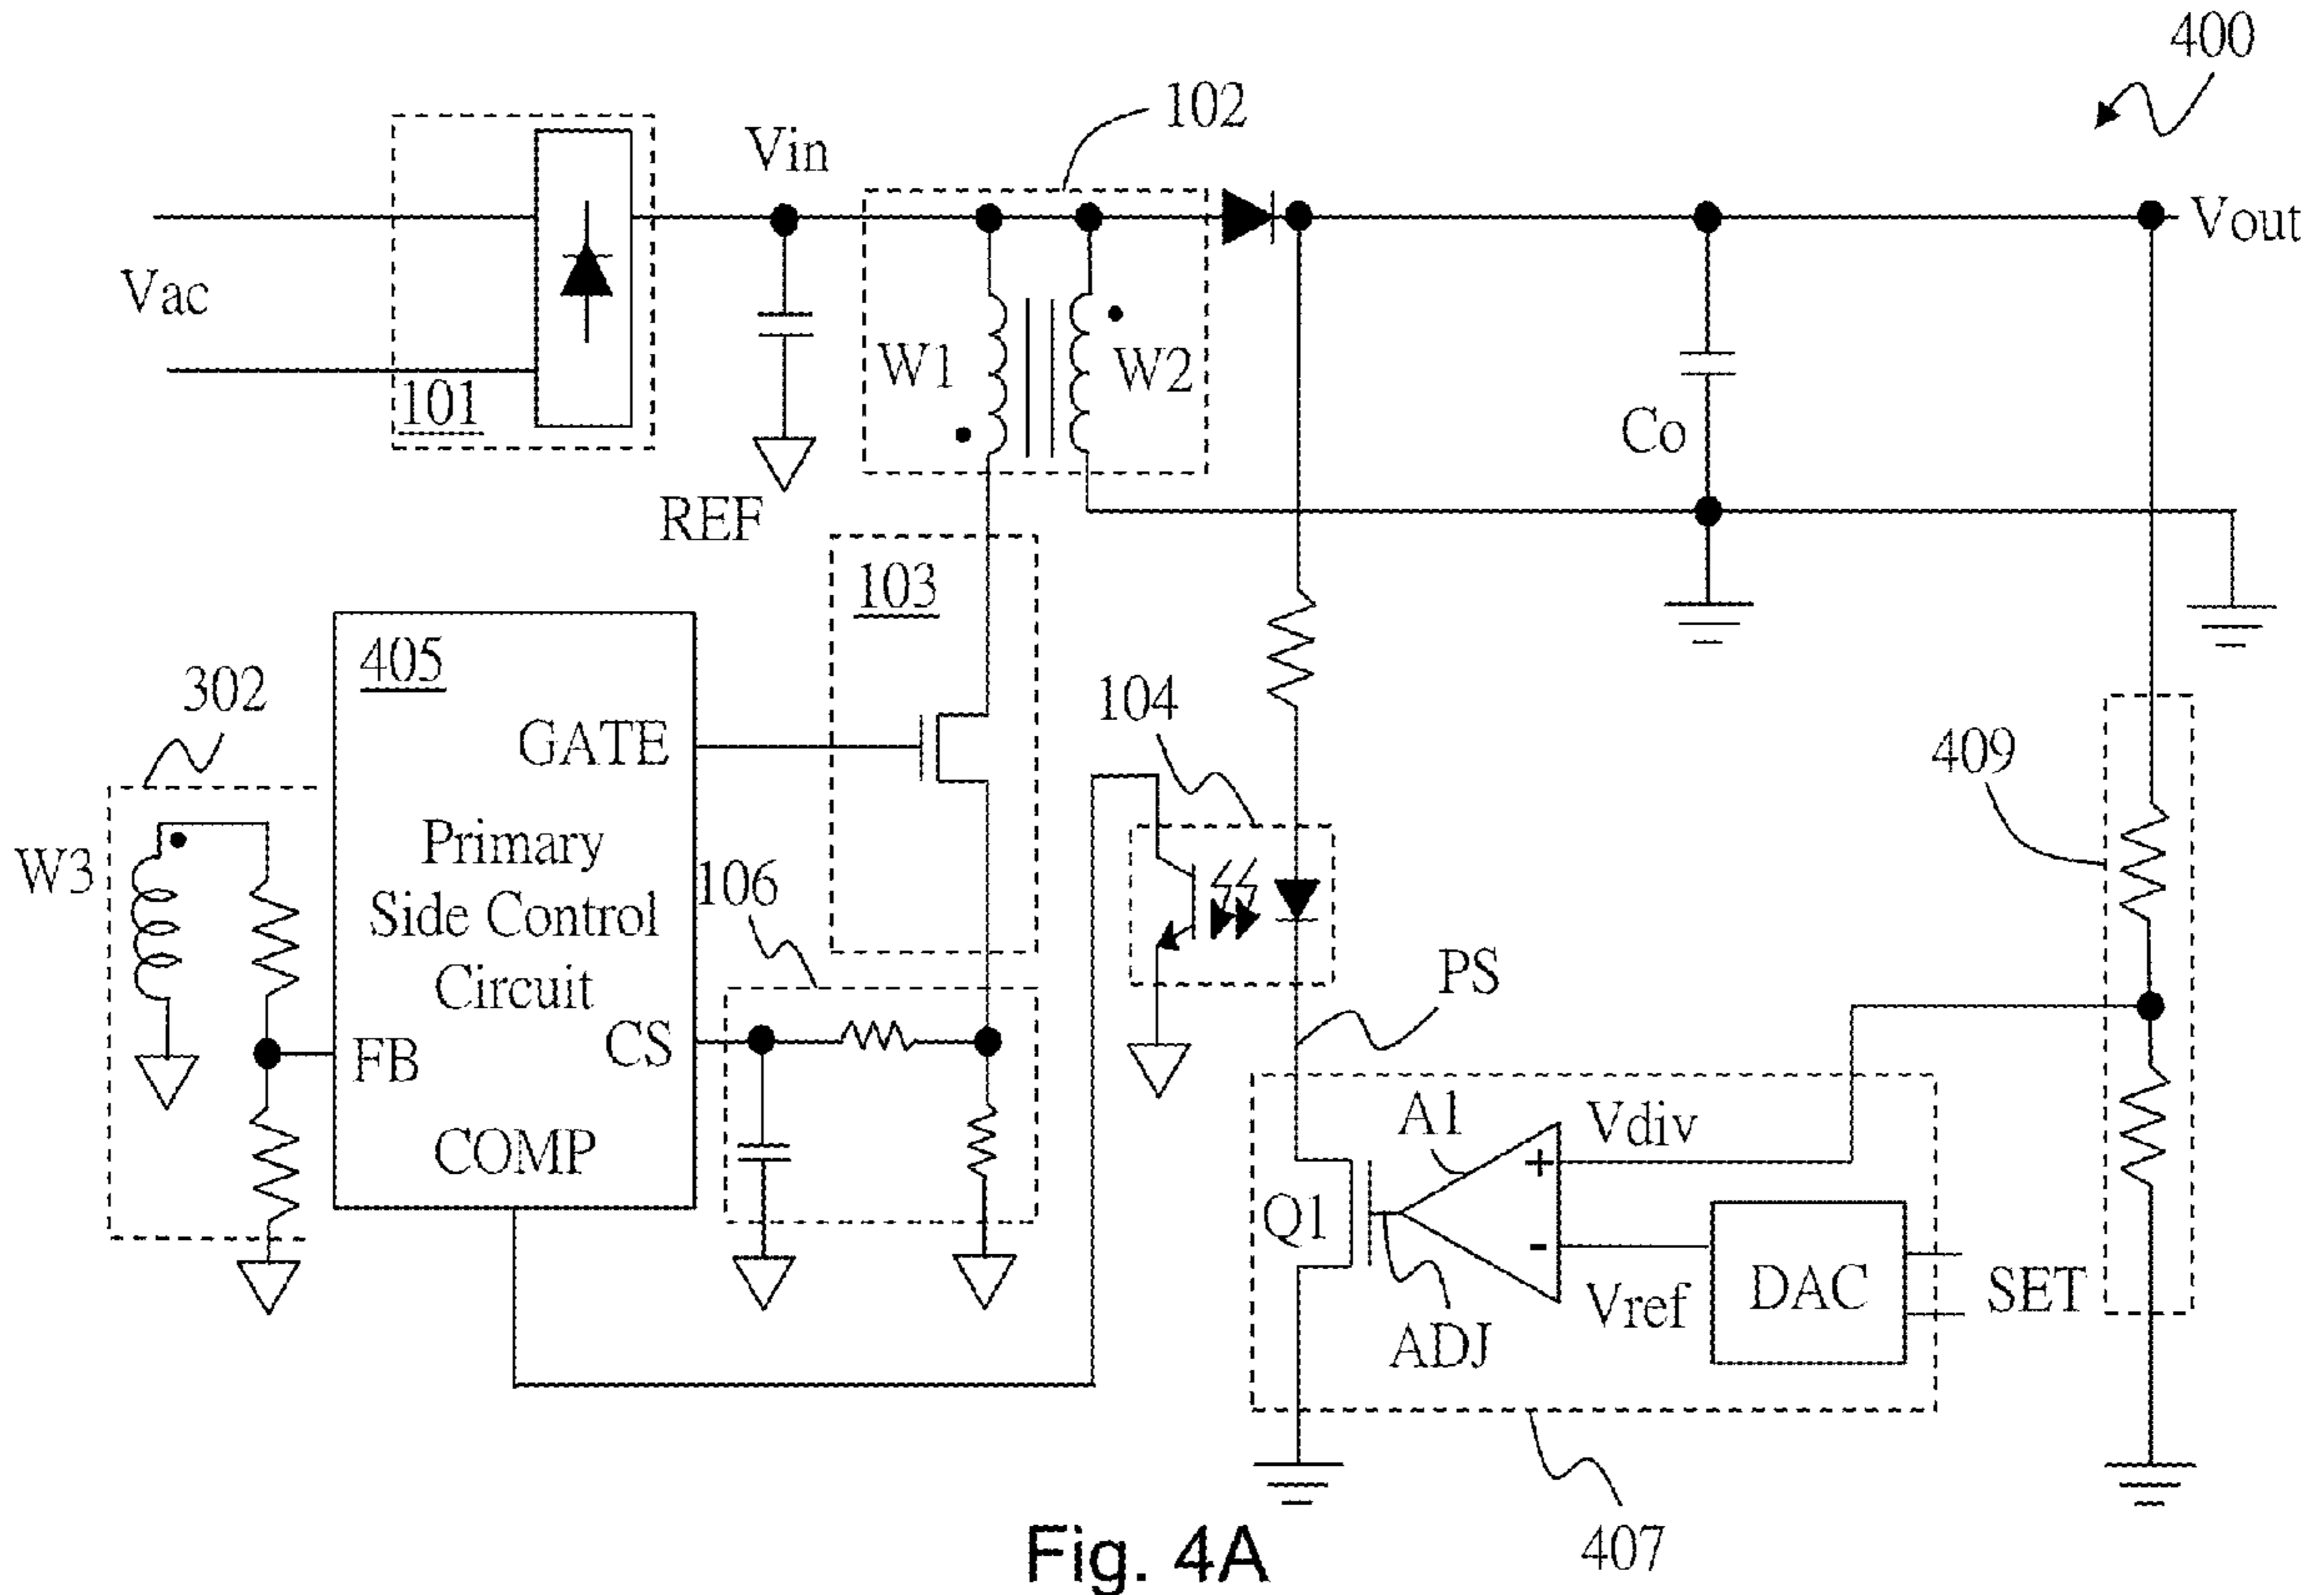 400
102
Vin
Vout
Vac
W1
W2
101
Co
REF
103
405
302
GATE
104
409
Primary
Side Control
Circuit
W3
106
PS
CS
FB
A1
Vdiv
COMP
+
Q1
-
DAC
SET
Vref
ADJ
407
Fig. 4A